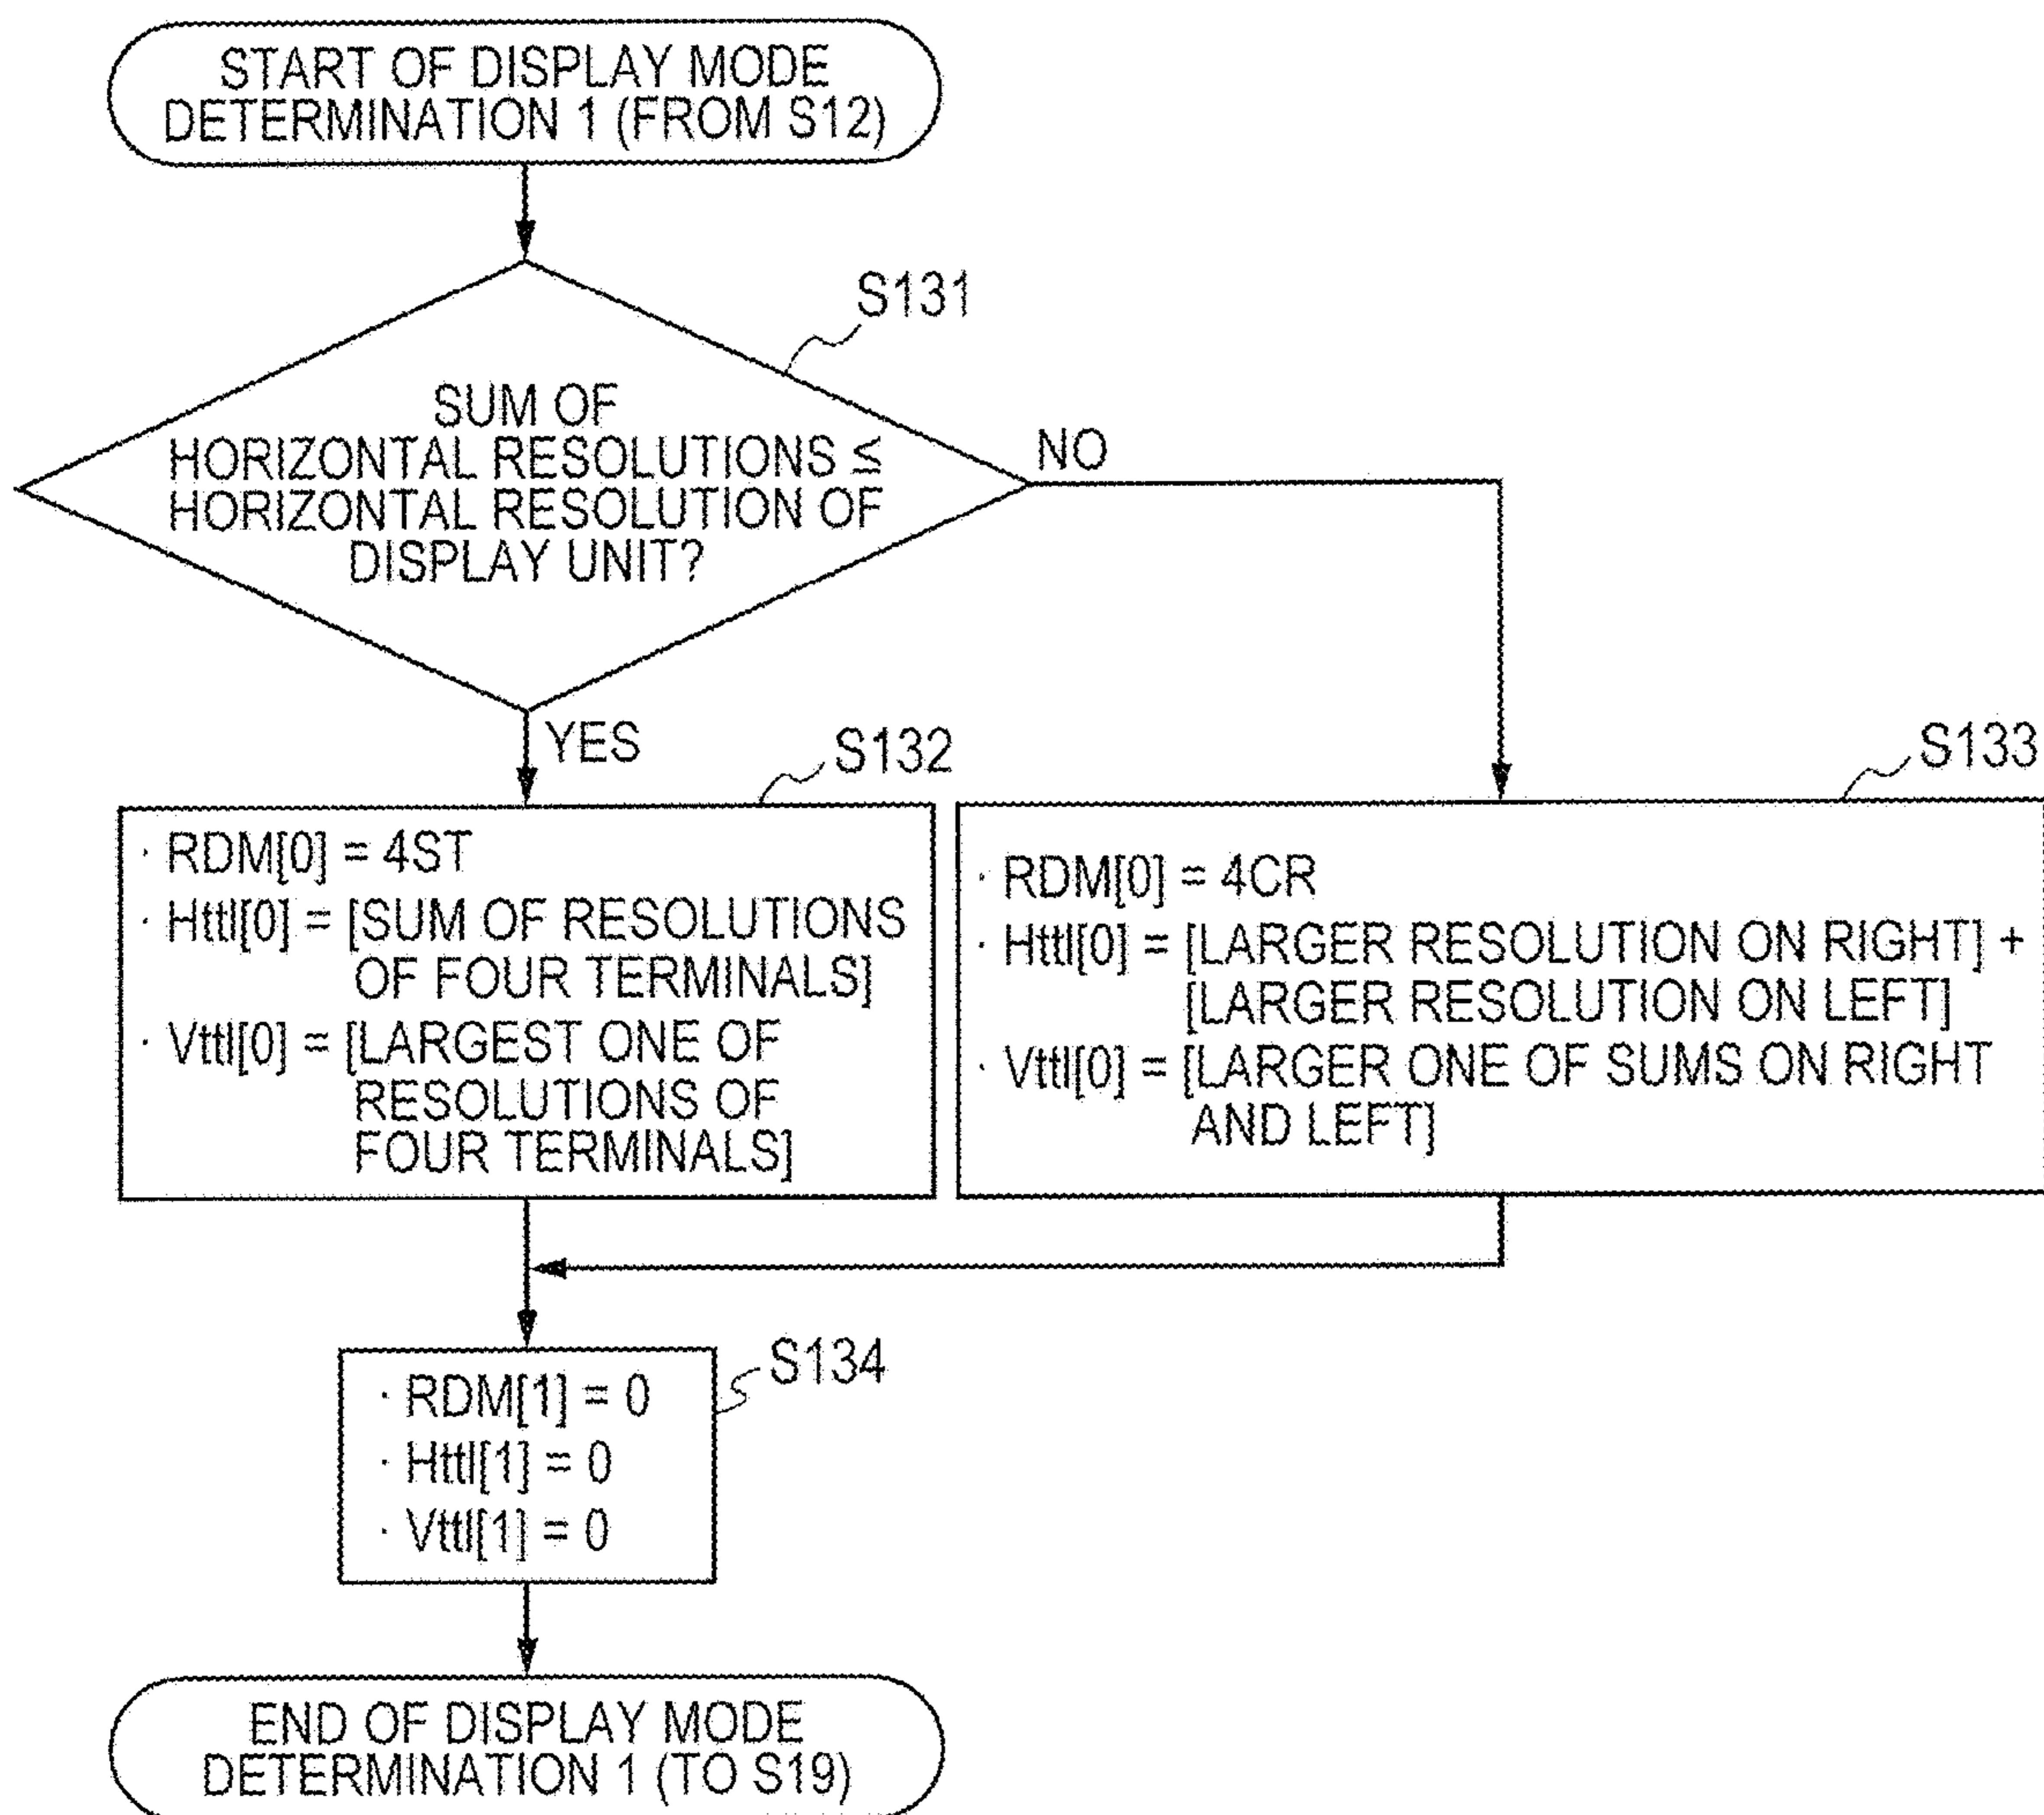 START OF DISPLAY MODE
DETERMINATION 1 (FROM S12)
S131
SUM OF
HORIZONTAL RESOLUTIONS ≦
HORIZONTAL RESOLUTION OF
DISPLAY UNIT?
NO
YES
S132
· RDM[0] = 4ST
· Httl[0] = [SUM OF RESOLUTIONS
OF FOUR TERMINALS]
· Vttl[0] = [LARGEST ONE OF
RESOLUTIONS OF
FOUR TERMINALS]
S133
· RDM[0] = 4CR
· Httl[0] = [LARGER RESOLUTION ON RIGHT] +
[LARGER RESOLUTION ON LEFT]
· Vttl[0] = [LARGER ONE OF SUMS ON RIGHT
AND LEFT]
S134
· RDM[1] = 0
· Httl[1] = 0
· Vttl[1] = 0
END OF DISPLAY MODE
DETERMINATION 1 (TO S19)